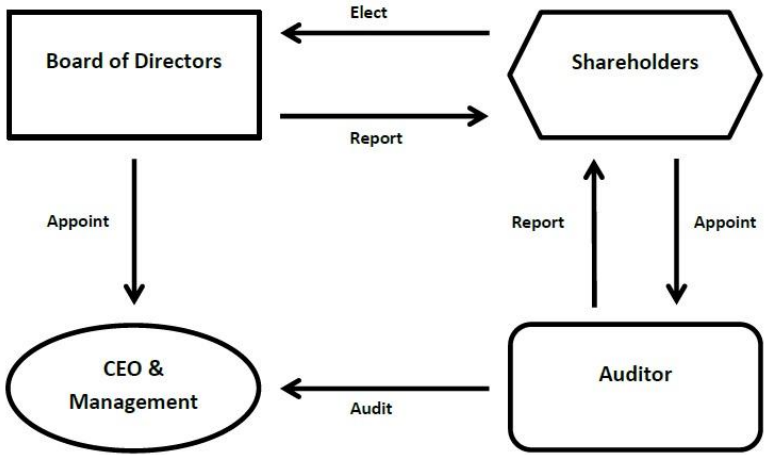 Elect
Board of Directors
Shareholders
Report
Appoint
Report
Appoint
CEO &
Management
Auditor
Audit